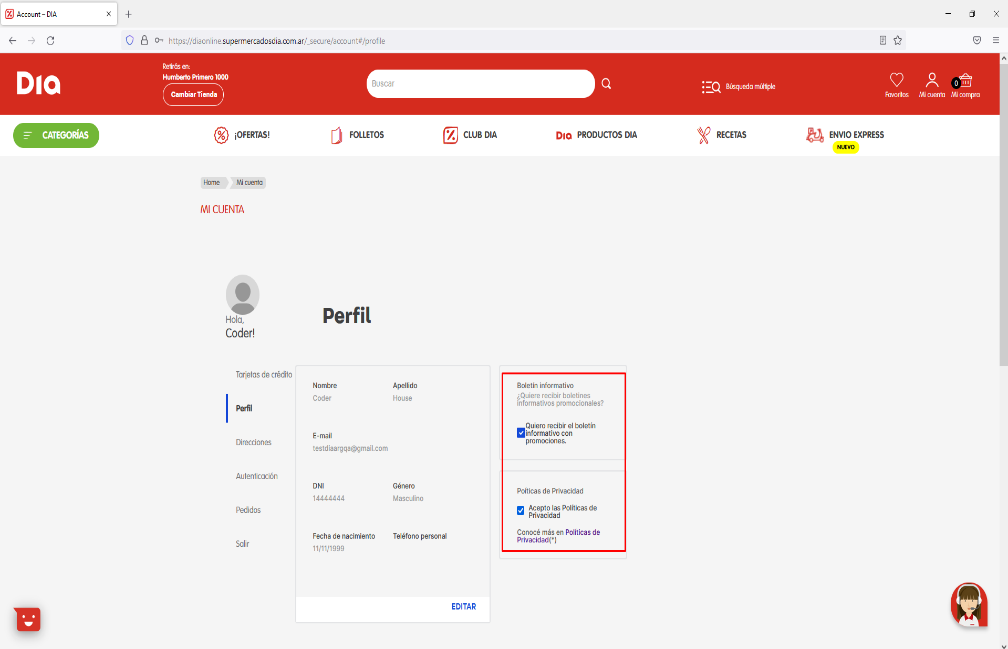 Account - DIA
https://diaonline.supermercadosdia.com.ar/_secure/account#/profile
Dia
Retirás en:
Humberto Primero 1000
Cambiar Tienda
Buscar
Búsqueda múltiple
Favoritos
Mi cuenta
0
Mi compra
CATEGORÍAS
¡OFERTAS!
FOLLETOS
CLUB DIA
Dia PRODUCTOS DIA
RECETAS
ENVIO EXPRESS
NUEVO
Home
Mi cuenta
MI CUENTA
Hola,
Coder!
Perfil
Tarjetas de crédito
Perfil
Direcciones
Autenticación
Pedidos
Salir
Nombre
Coder
Apellido
House
E-mail
testdiaargqa@gmail.com
DNI
14444444
Género
Masculino
Fecha de nacimiento
11/11/1999
Teléfono personal
EDITAR
Boletín informativo
¿Quiere recibir boletines
informativos promocionales?
Quiero recibir el boletín
informativo con
promociones.
Políticas de Privacidad
Acepto las Políticas de
Privacidad
Conocé más en Políticas de
Privacidad(*)